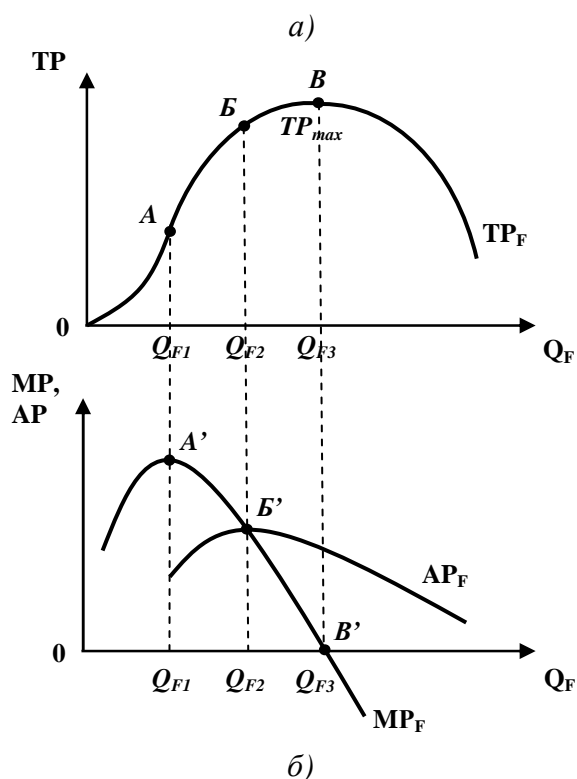 а)
TP
В
Б
TPmax
А
TPF
0
QF1 QF2 QF3 QF
MP,
AP
А’
Б’
APF
В’
0
QF1 QF2 QF3 QF
MPF
б)